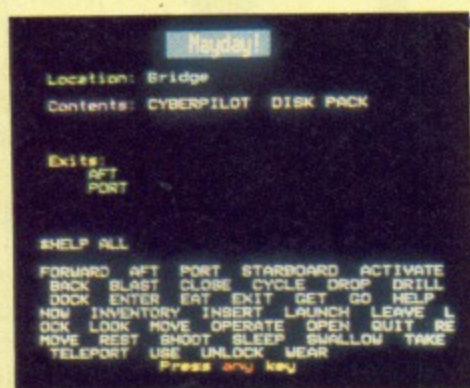 Mayday!
Location: Bridge
Contents: CYBERPILOT DISK PACK
Exits:
AFT
PORT
$HELP ALL
FORWARD AFT PORT STARBOARD ACTIVATE
BACK BLAST CLOSE CYCLE DROP DRILL
DOCK ENTER EAT EXIT GET GO HELP
HOW INVENTORY INSERT LAUNCH LEAVE L
OCK LOOK MOVE OPERATE OPEN QUIT RE
MOVE REST SHOOT SLEEP SWALLOW TAKE
TELEPORT USE UNLOCK WEAR
Press any key